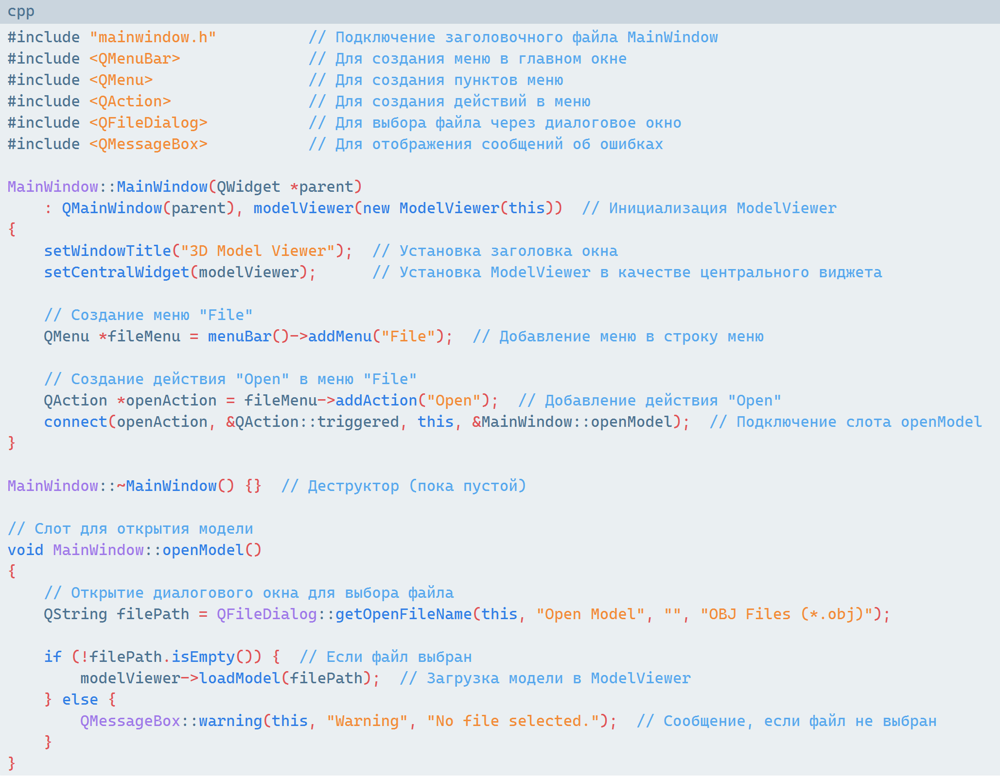 cpp
#include "mainwindow.h"          // Подключение заголовочного файла MainWindow
#include <QMenuBar>              // Для создания меню в главном окне
#include <QMenu>                 // Для создания пунктов меню
#include <QAction>               // Для создания действий в меню
#include <QFileDialog>           // Для выбора файла через диалоговое окно
#include <QMessageBox>           // Для отображения сообщений об ошибках

MainWindow::MainWindow(QWidget *parent)
    : QMainWindow(parent), modelViewer(new ModelViewer(this))  // Инициализация ModelViewer
{
    setWindowTitle("3D Model Viewer");  // Установка заголовка окна
    setCentralWidget(modelViewer);      // Установка ModelViewer в качестве центрального виджета

    // Создание меню "File"
    QMenu *fileMenu = menuBar()->addMenu("File");  // Добавление меню в строку меню

    // Создание действия "Open" в меню "File"
    QAction *openAction = fileMenu->addAction("Open");  // Добавление действия "Open"
    connect(openAction, &QAction::triggered, this, &MainWindow::openModel);  // Подключение слота openModel
}

MainWindow::~MainWindow() {}  // Деструктор (пока пустой)

// Слот для открытия модели
void MainWindow::openModel()
{
    // Открытие диалогового окна для выбора файла
    QString filePath = QFileDialog::getOpenFileName(this, "Open Model", "", "OBJ Files (*.obj)");

    if (!filePath.isEmpty()) {  // Если файл выбран
        modelViewer->loadModel(filePath);  // Загрузка модели в ModelViewer
    } else {
        QMessageBox::warning(this, "Warning", "No file selected.");  // Сообщение, если файл не выбран
    }
}